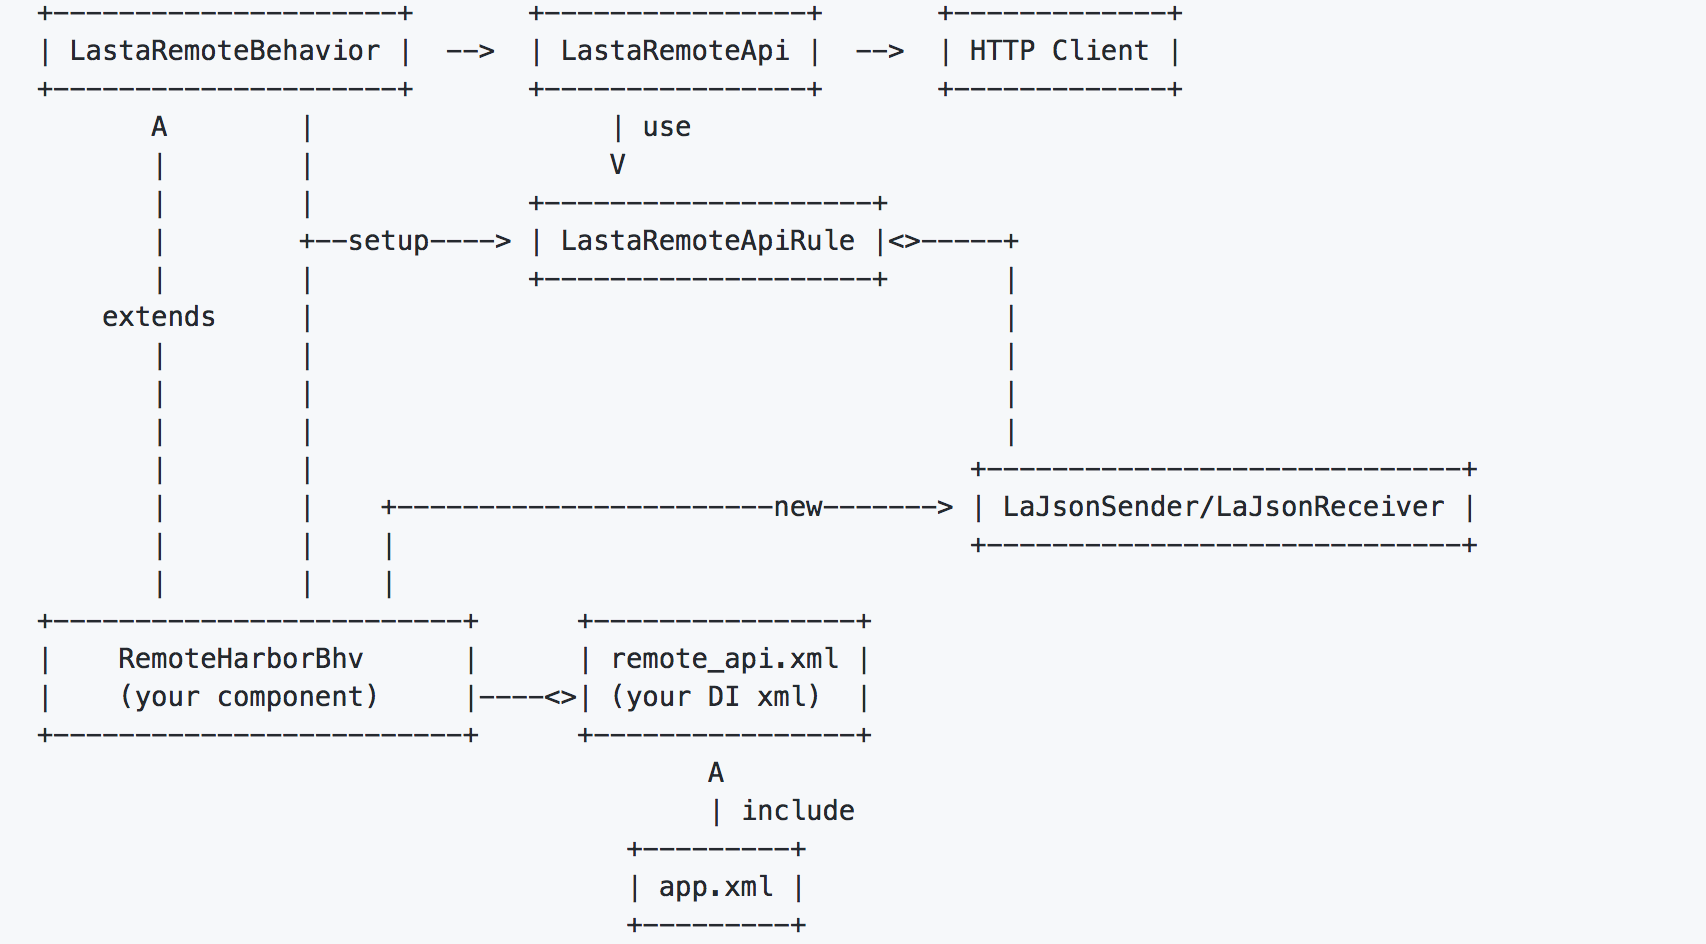 +---------------------+       +----------------+       +-------------+
| LastaRemoteBehavior |  -->  | LastaRemoteApi |  -->  | HTTP Client |
+---------------------+       +----------------+       +-------------+
       A        |                  | use
       |        |                  V
       |        |             +--------------------+
       |        +--setup----> | LastaRemoteApiRule |<>-----+
       |        |             +--------------------+       |
    extends     |                                          |
       |        |                                          |
       |        |                                          |
       |        |                                          |
       |        |                                        +-----------------------------+
       |        |    +-----------------------new-------> | LaJsonSender/LaJsonReceiver |
       |        |    |                                   +-----------------------------+
       |        |    |
+--------------------------+      +----------------+
|    RemoteHarborBhv       |      | remote_api.xml |
|    (your component)      |----<>| (your DI xml)  |
+--------------------------+      +----------------+
                                         A
                                         | include
                                    +---------+
                                    | app.xml |
                                    +---------+